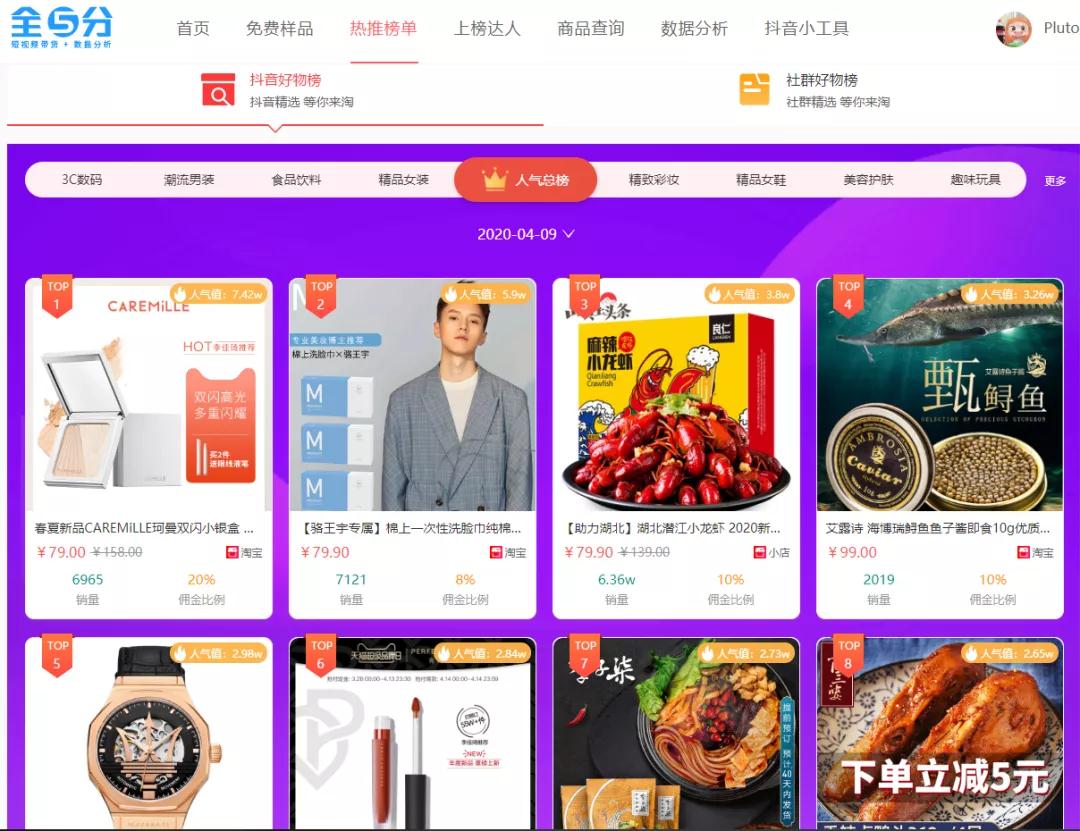 全5分
短视频带货 + 数据分析
首页
免费样品
热推榜单
上榜达人
商品查询
数据分析
抖音小工具
Pluto
抖音好物榜
抖音精选 等你来淘
社群好物榜
社群精选 等你来淘
3C数码
潮流男装
食品饮料
精品女装
人气总榜
精致彩妆
精品女鞋
美容护肤
趣味玩具
更多
2020-04-09
TOP
1
人气值：7.42w
CAREMiLLE
HOT李佳琦推荐
双闪高光
多重闪耀
买2件
送眼线液笔
春夏新品CAREMiLLE珂曼双闪小银盒 ...
￥79.00 ￥158.00
淘宝
6965
20%
销量
佣金比例
TOP
2
人气值：5.9w
专业美妆博主推荐
棉上洗脸巾×骆王宇
M
M
M
【骆王宇专属】棉上一次性洗脸巾纯棉...
￥79.90
淘宝
7121
8%
销量
佣金比例
TOP
3
人气值：3.8w
头条
良仁
麻辣
小龙虾
QianJiang
Crawfish
【助力湖北】湖北潜江小龙虾 2020新...
￥79.90 ￥139.00
小店
6.36w
10%
销量
佣金比例
TOP
4
人气值：3.26w
艾露诗鱼子酱
甄
鲟鱼
SELECTION OF PRECIOUS STURGEON
AMBROSIA
Caviar
艾露诗 海博瑞鲟鱼鱼子酱即食10g优质...
￥99.00
淘宝
2019
10%
销量
佣金比例
TOP
5
人气值：2.98w
TOP
6
人气值：2.84w
天猫超级品牌日
PERFE
NEW
TOP
7
人气值：2.73w
子柒
提前预订 预计40天内发货
TOP
8
人气值：2.65w
下单立减5元